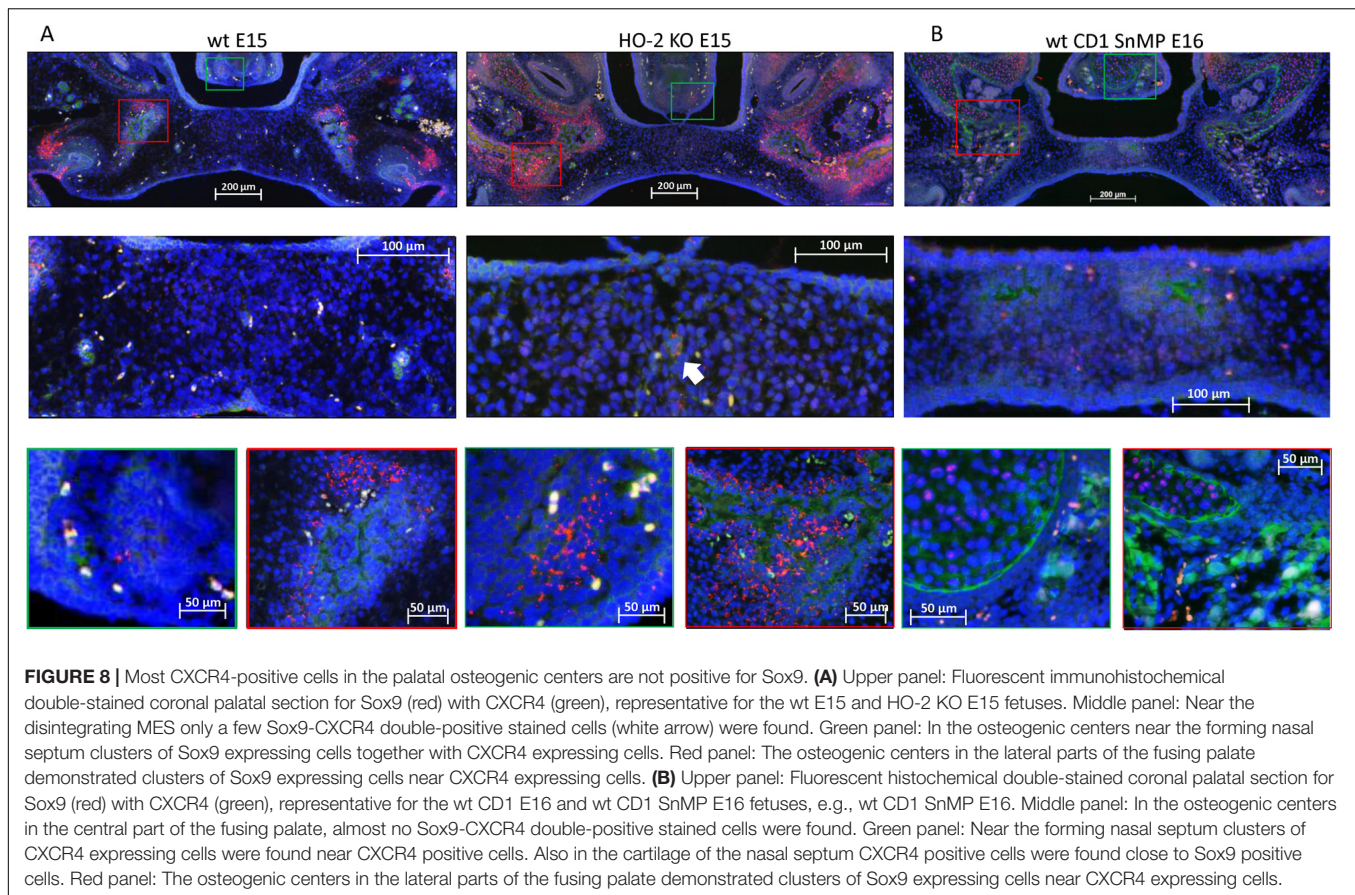 A
wt E15
HO-2 KO E15
B
wt CD1 SnMP E16
200 µm
200 µm
200 µm
100 µm
100 µm
100 µm
50 µm
50 µm
50 µm
50 µm
50 µm
50 µm
FIGURE 8 | Most CXCR4-positive cells in the palatal osteogenic centers are not positive for Sox9. (A) Upper panel: Fluorescent immunohistochemical
double-stained coronal palatal section for Sox9 (red) with CXCR4 (green), representative for the wt E15 and HO-2 KO E15 fetuses. Middle panel: Near the
disintegrating MES only a few Sox9-CXCR4 double-positive stained cells (white arrow) were found. Green panel: In the osteogenic centers near the forming nasal
septum clusters of Sox9 expressing cells together with CXCR4 expressing cells. Red panel: The osteogenic centers in the lateral parts of the fusing palate
demonstrated clusters of Sox9 expressing cells near CXCR4 expressing cells. (B) Upper panel: Fluorescent histochemical double-stained coronal palatal section for
Sox9 (red) with CXCR4 (green), representative for the wt CD1 E16 and wt CD1 SnMP E16 fetuses, e.g., wt CD1 SnMP E16. Middle panel: In the osteogenic centers
in the central part of the fusing palate, almost no Sox9-CXCR4 double-positive stained cells were found. Green panel: Near the forming nasal septum clusters of
CXCR4 expressing cells were found near CXCR4 positive cells. Also in the cartilage of the nasal septum CXCR4 positive cells were found close to Sox9 positive
cells. Red panel: The osteogenic centers in the lateral parts of the fusing palate demonstrated clusters of Sox9 expressing cells near CXCR4 expressing cells.